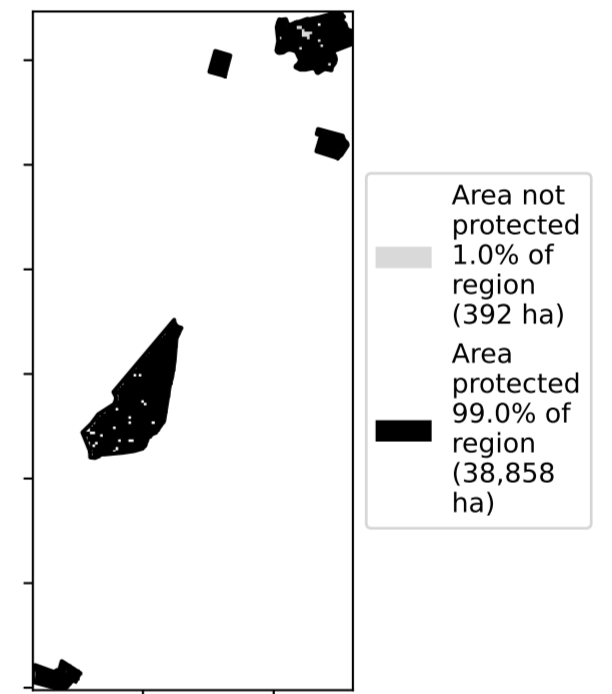 Area not
protected
1.0% of
region
(392 ha)
Area
protected
99.0% of
region
(38,858
ha)